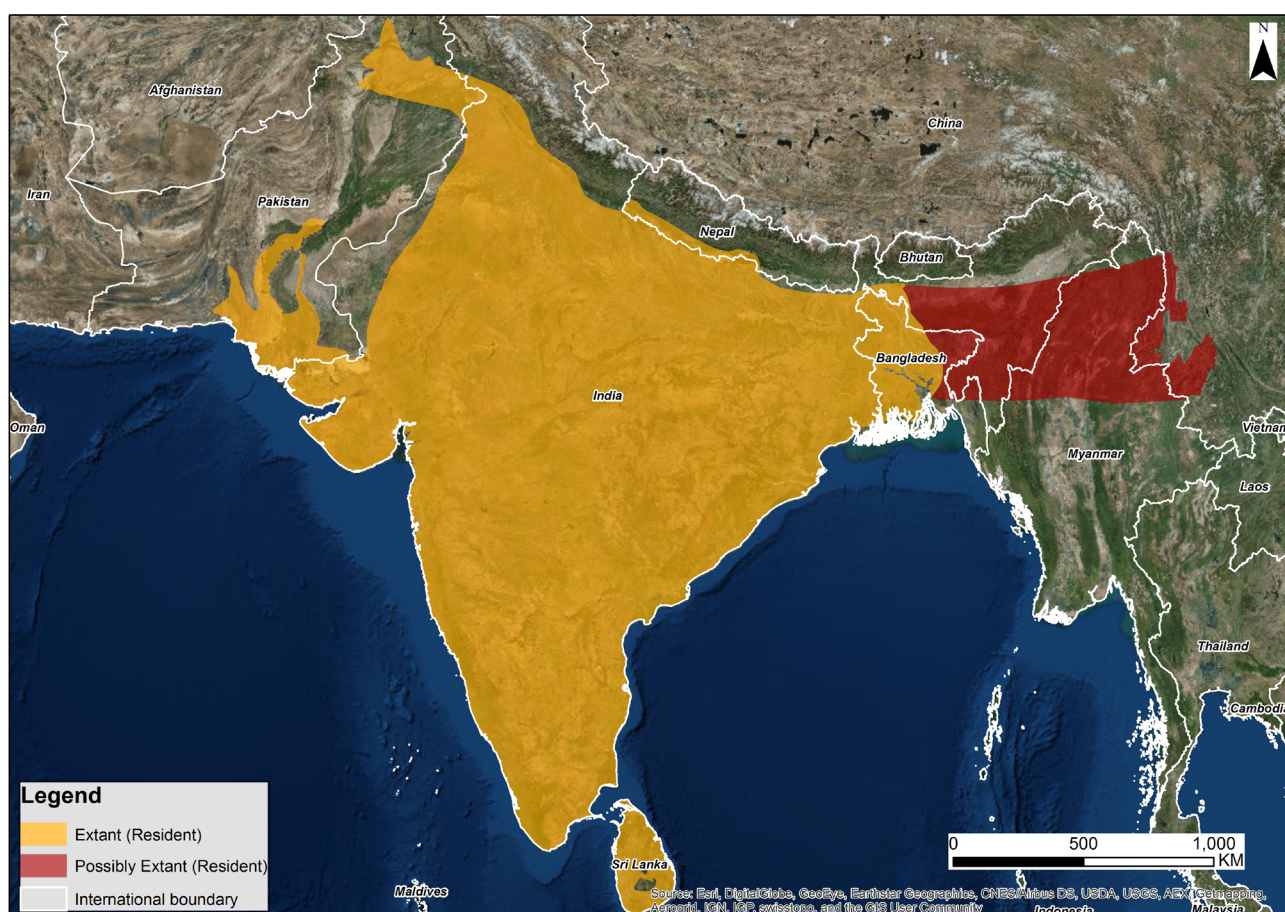 N
Afghanistan
China
Iran
Pakistan
Nepal
Bhutan
Bangladesh
India
Oman
Vietnam
Myanmar
Laos
Thailand
Cambodia
Legend
Extant (Resident)
Possibly Extant (Resident)
International boundary
0 500 1,000
KM
Sri Lanka
Maldives
Source: Esri, DigitalGlobe, GeoEye, Earthstar Geographics, CNES/Airbus DS, USDA, USGS, AEX, Getmapping,
Aerogrid, IGN, IGP, swisstopo, and the GIS User Community
Indonesia
Malaysia